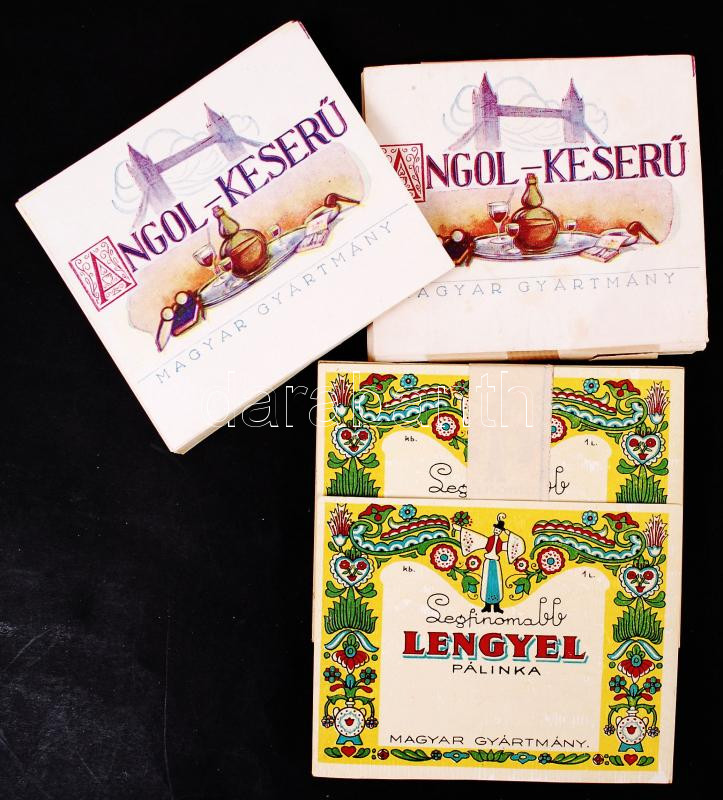 ANGOL-KESERŰ
MAGYAR GYÁRTMÁNY
ANGOL-KESERŰ
MAGYAR GYÁRTMÁNY
kb. 1 L.
kb. 1 L.
Legfinomabb
LENGYEL
PÁLINKA
MAGYAR GYÁRTMÁNY.